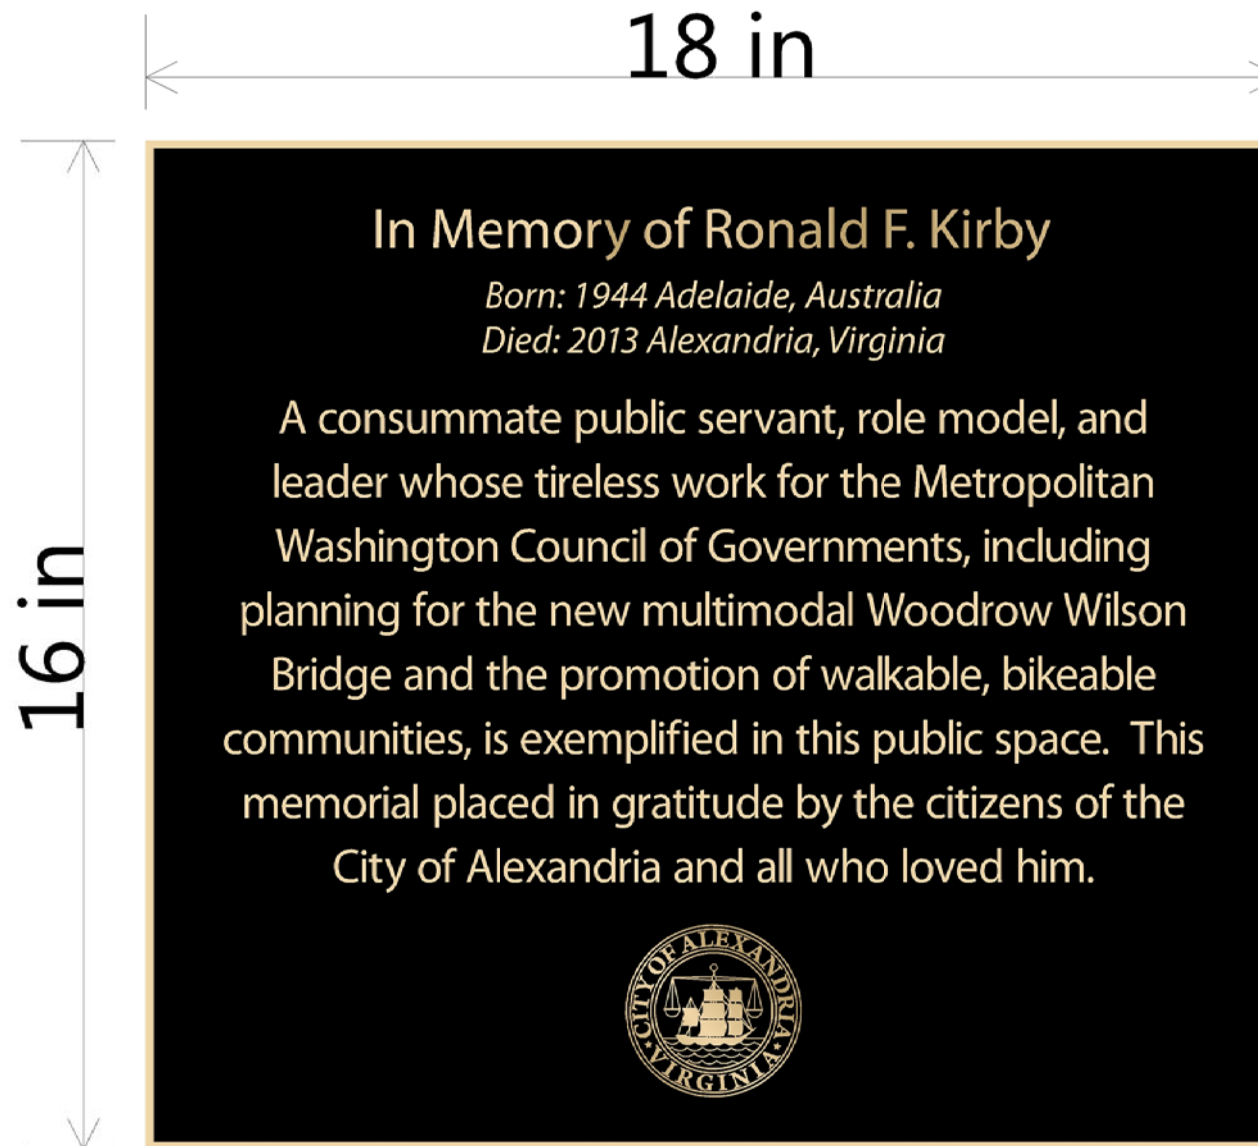 18 in
16 in
In Memory of Ronald F. Kirby
Born: 1944 Adelaide, Australia
Died: 2013 Alexandria, Virginia
A consummate public servant, role model, and
leader whose tireless work for the Metropolitan
Washington Council of Governments, including
planning for the new multimodal Woodrow Wilson
Bridge and the promotion of walkable, bikeable
communities, is exemplified in this public space.  This
memorial placed in gratitude by the citizens of the
City of Alexandria and all who loved him.
CITY OF ALEXANDRIA
VIRGINIA